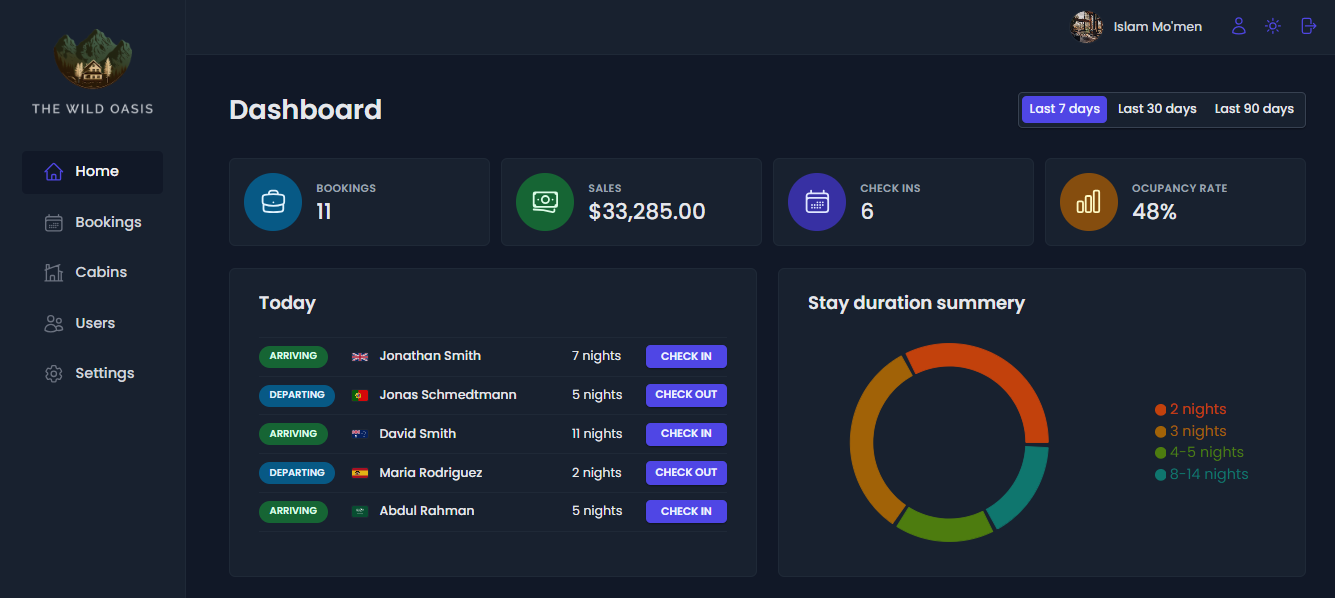 Islam Mo'men
THE WILD OASIS
Home
Bookings
Cabins
Users
Settings
Dashboard
Last 7 days Last 30 days Last 90 days
BOOKINGS
11
SALES
$33,285.00
CHECK INS
6
OCUPANCY RATE
48%
Today
ARRIVING Jonathan Smith 7 nights CHECK IN
DEPARTING Jonas Schmedtmann 5 nights CHECK OUT
ARRIVING David Smith 11 nights CHECK IN
DEPARTING Maria Rodriguez 2 nights CHECK OUT
ARRIVING Abdul Rahman 5 nights CHECK IN
Stay duration summery
2 nights
3 nights
4-5 nights
8-14 nights